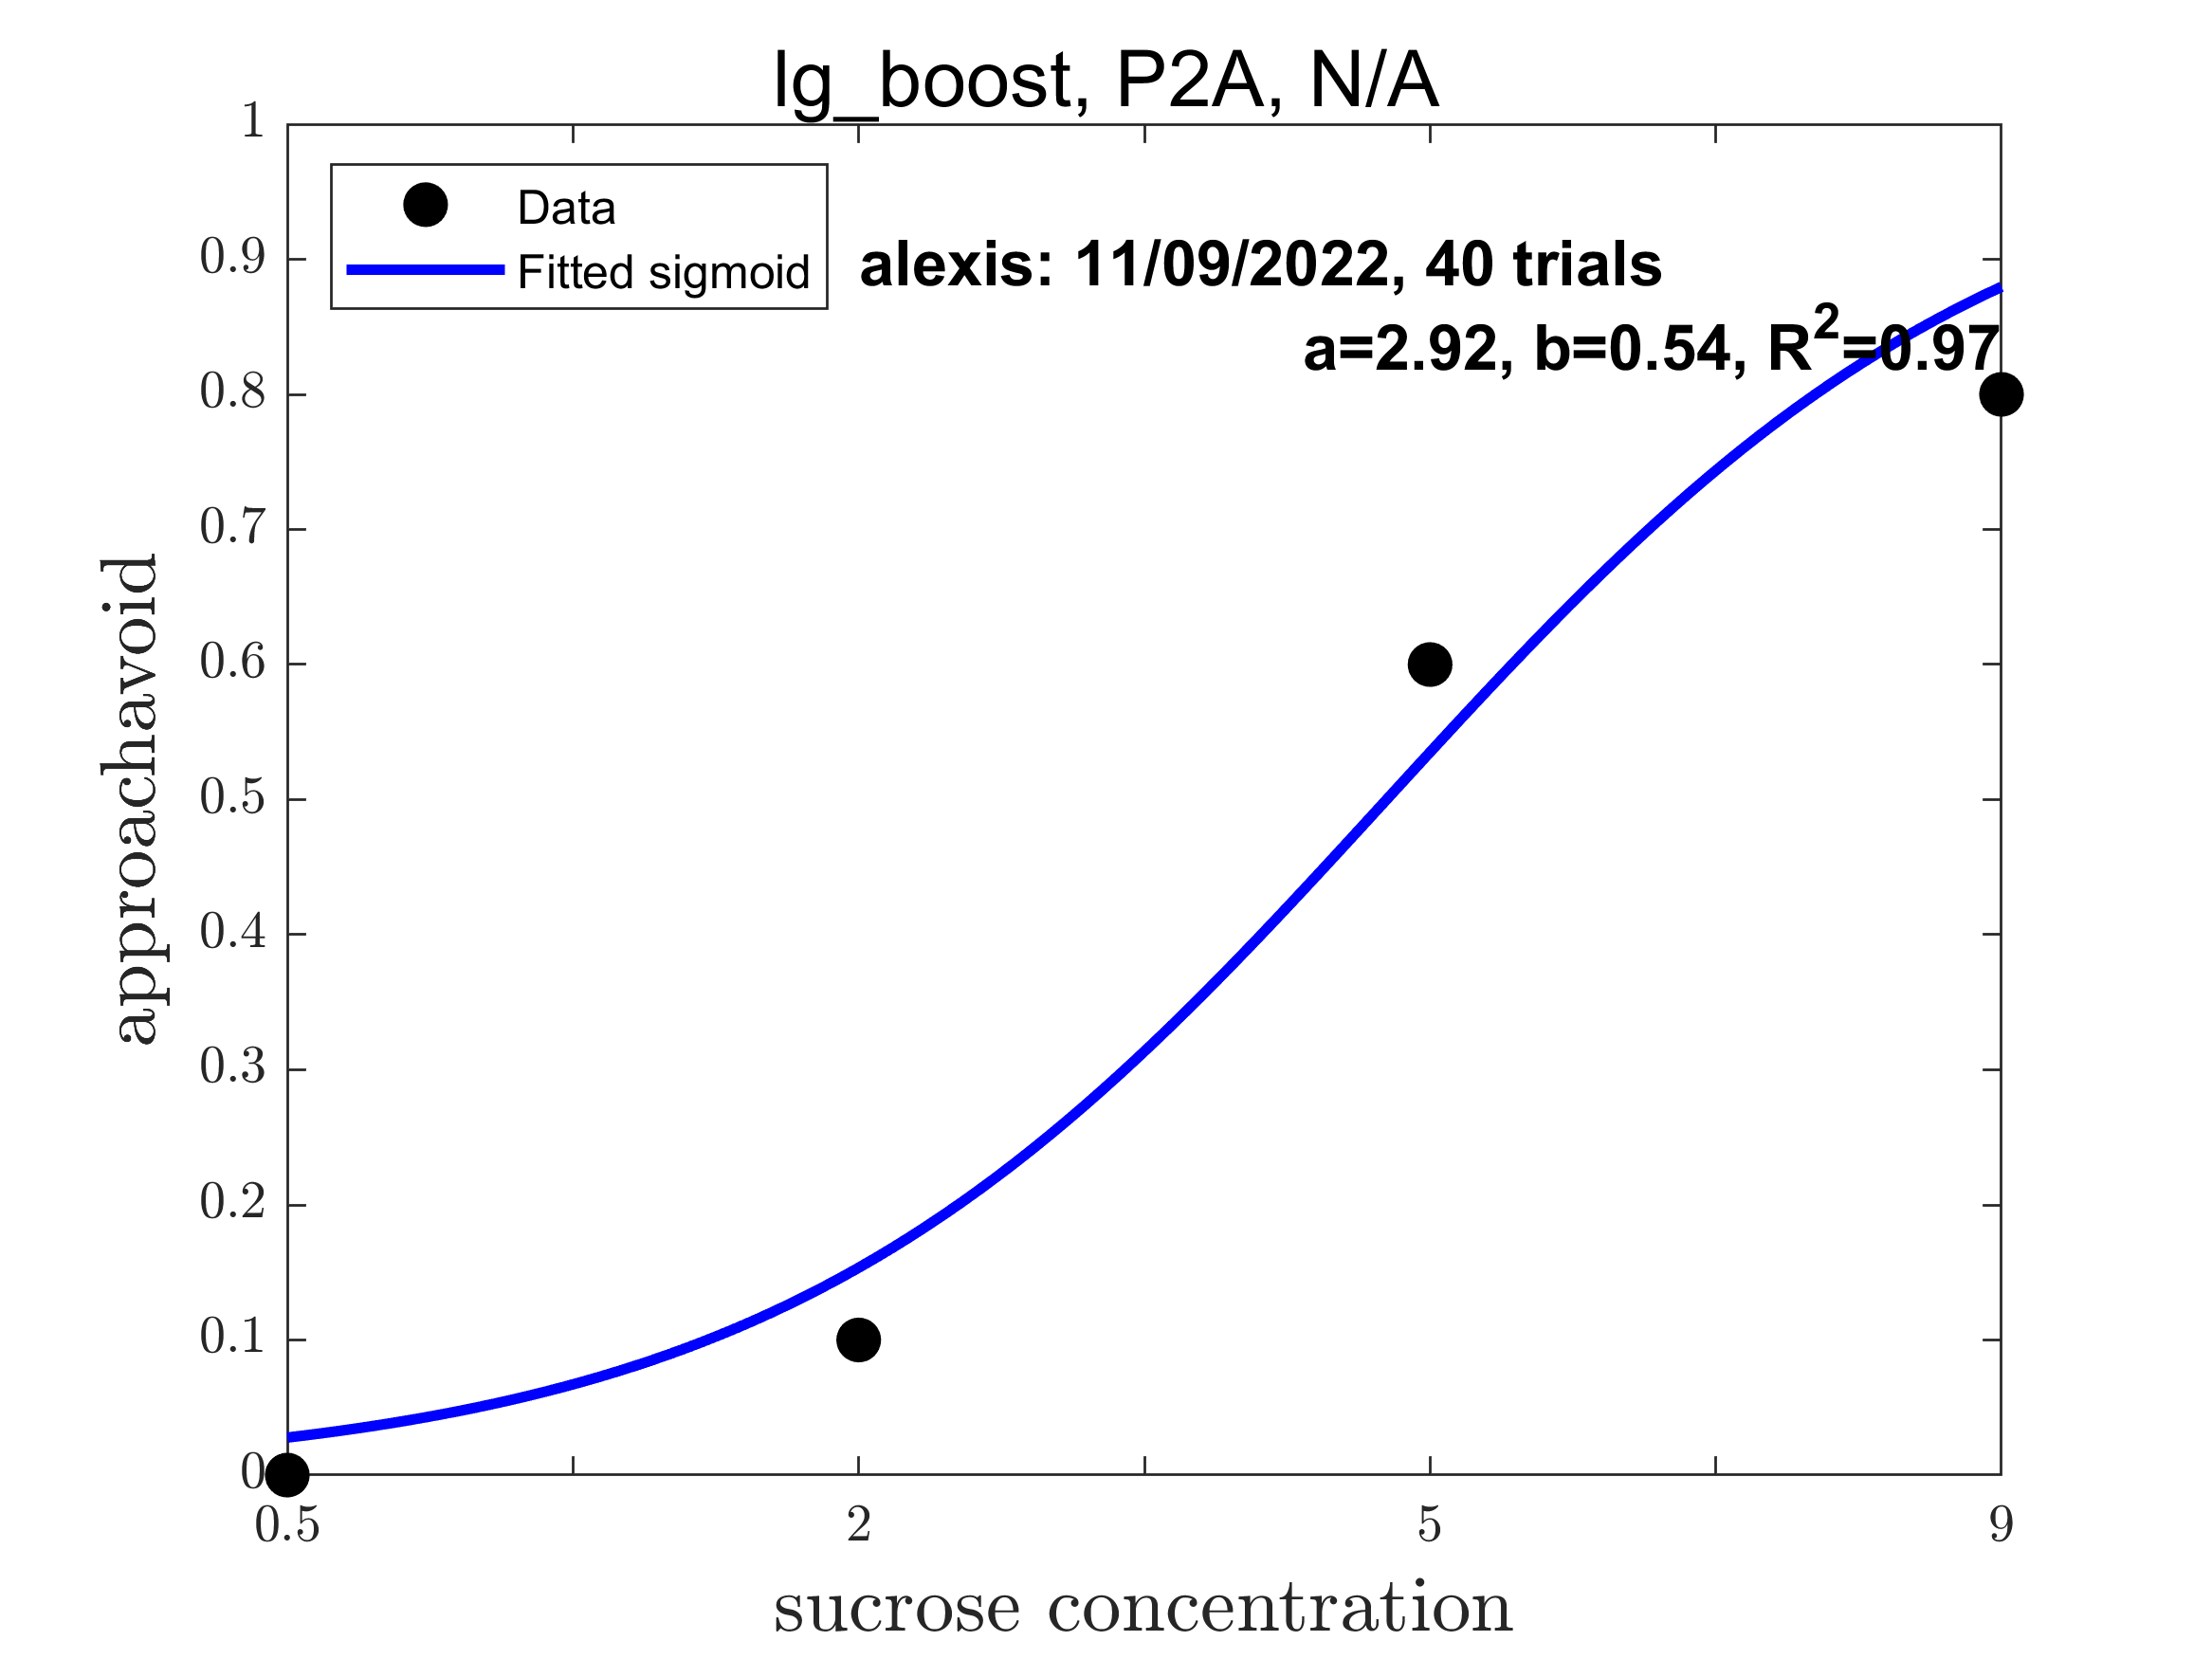 lg_boost, P2A, N/A
Data
Fitted sigmoid
alexis: 11/09/2022, 40 trials
a=2.92, b=0.54, R²=0.97
1
0.9
0.8
0.7
0.6
0.5
0.4
0.3
0.2
0.1
0
approachavoid
0.5 2 5 9
sucrose concentration